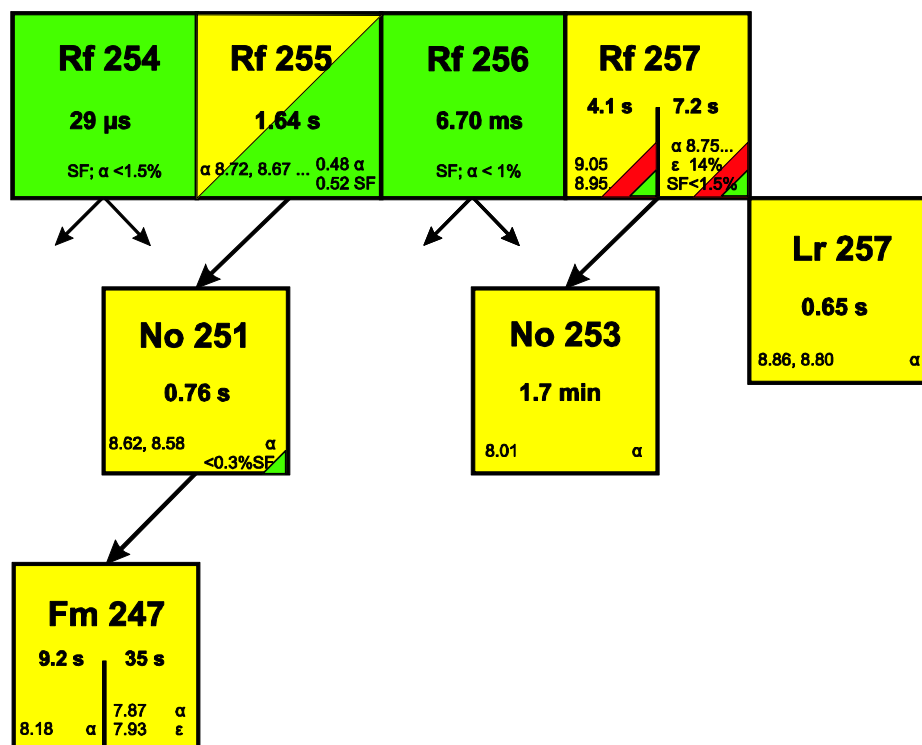 Rf 254
29 µs
SF; α <1.5%
Rf 255
1.64 s
α 8.72, 8.67 ... 0.48 α
0.52 SF
Rf 256
6.70 ms
SF; α < 1%
Rf 257
4.1 s 7.2 s
9.05
8.95
α 8.75...
ε 14%
SF<1.5%
Lr 257
0.65 s
8.86, 8.80 α
No 251
0.76 s
8.62, 8.58 α
<0.3%SF
No 253
1.7 min
8.01 α
Fm 247
9.2 s 35 s
8.18 α
7.87 α
7.93 ε